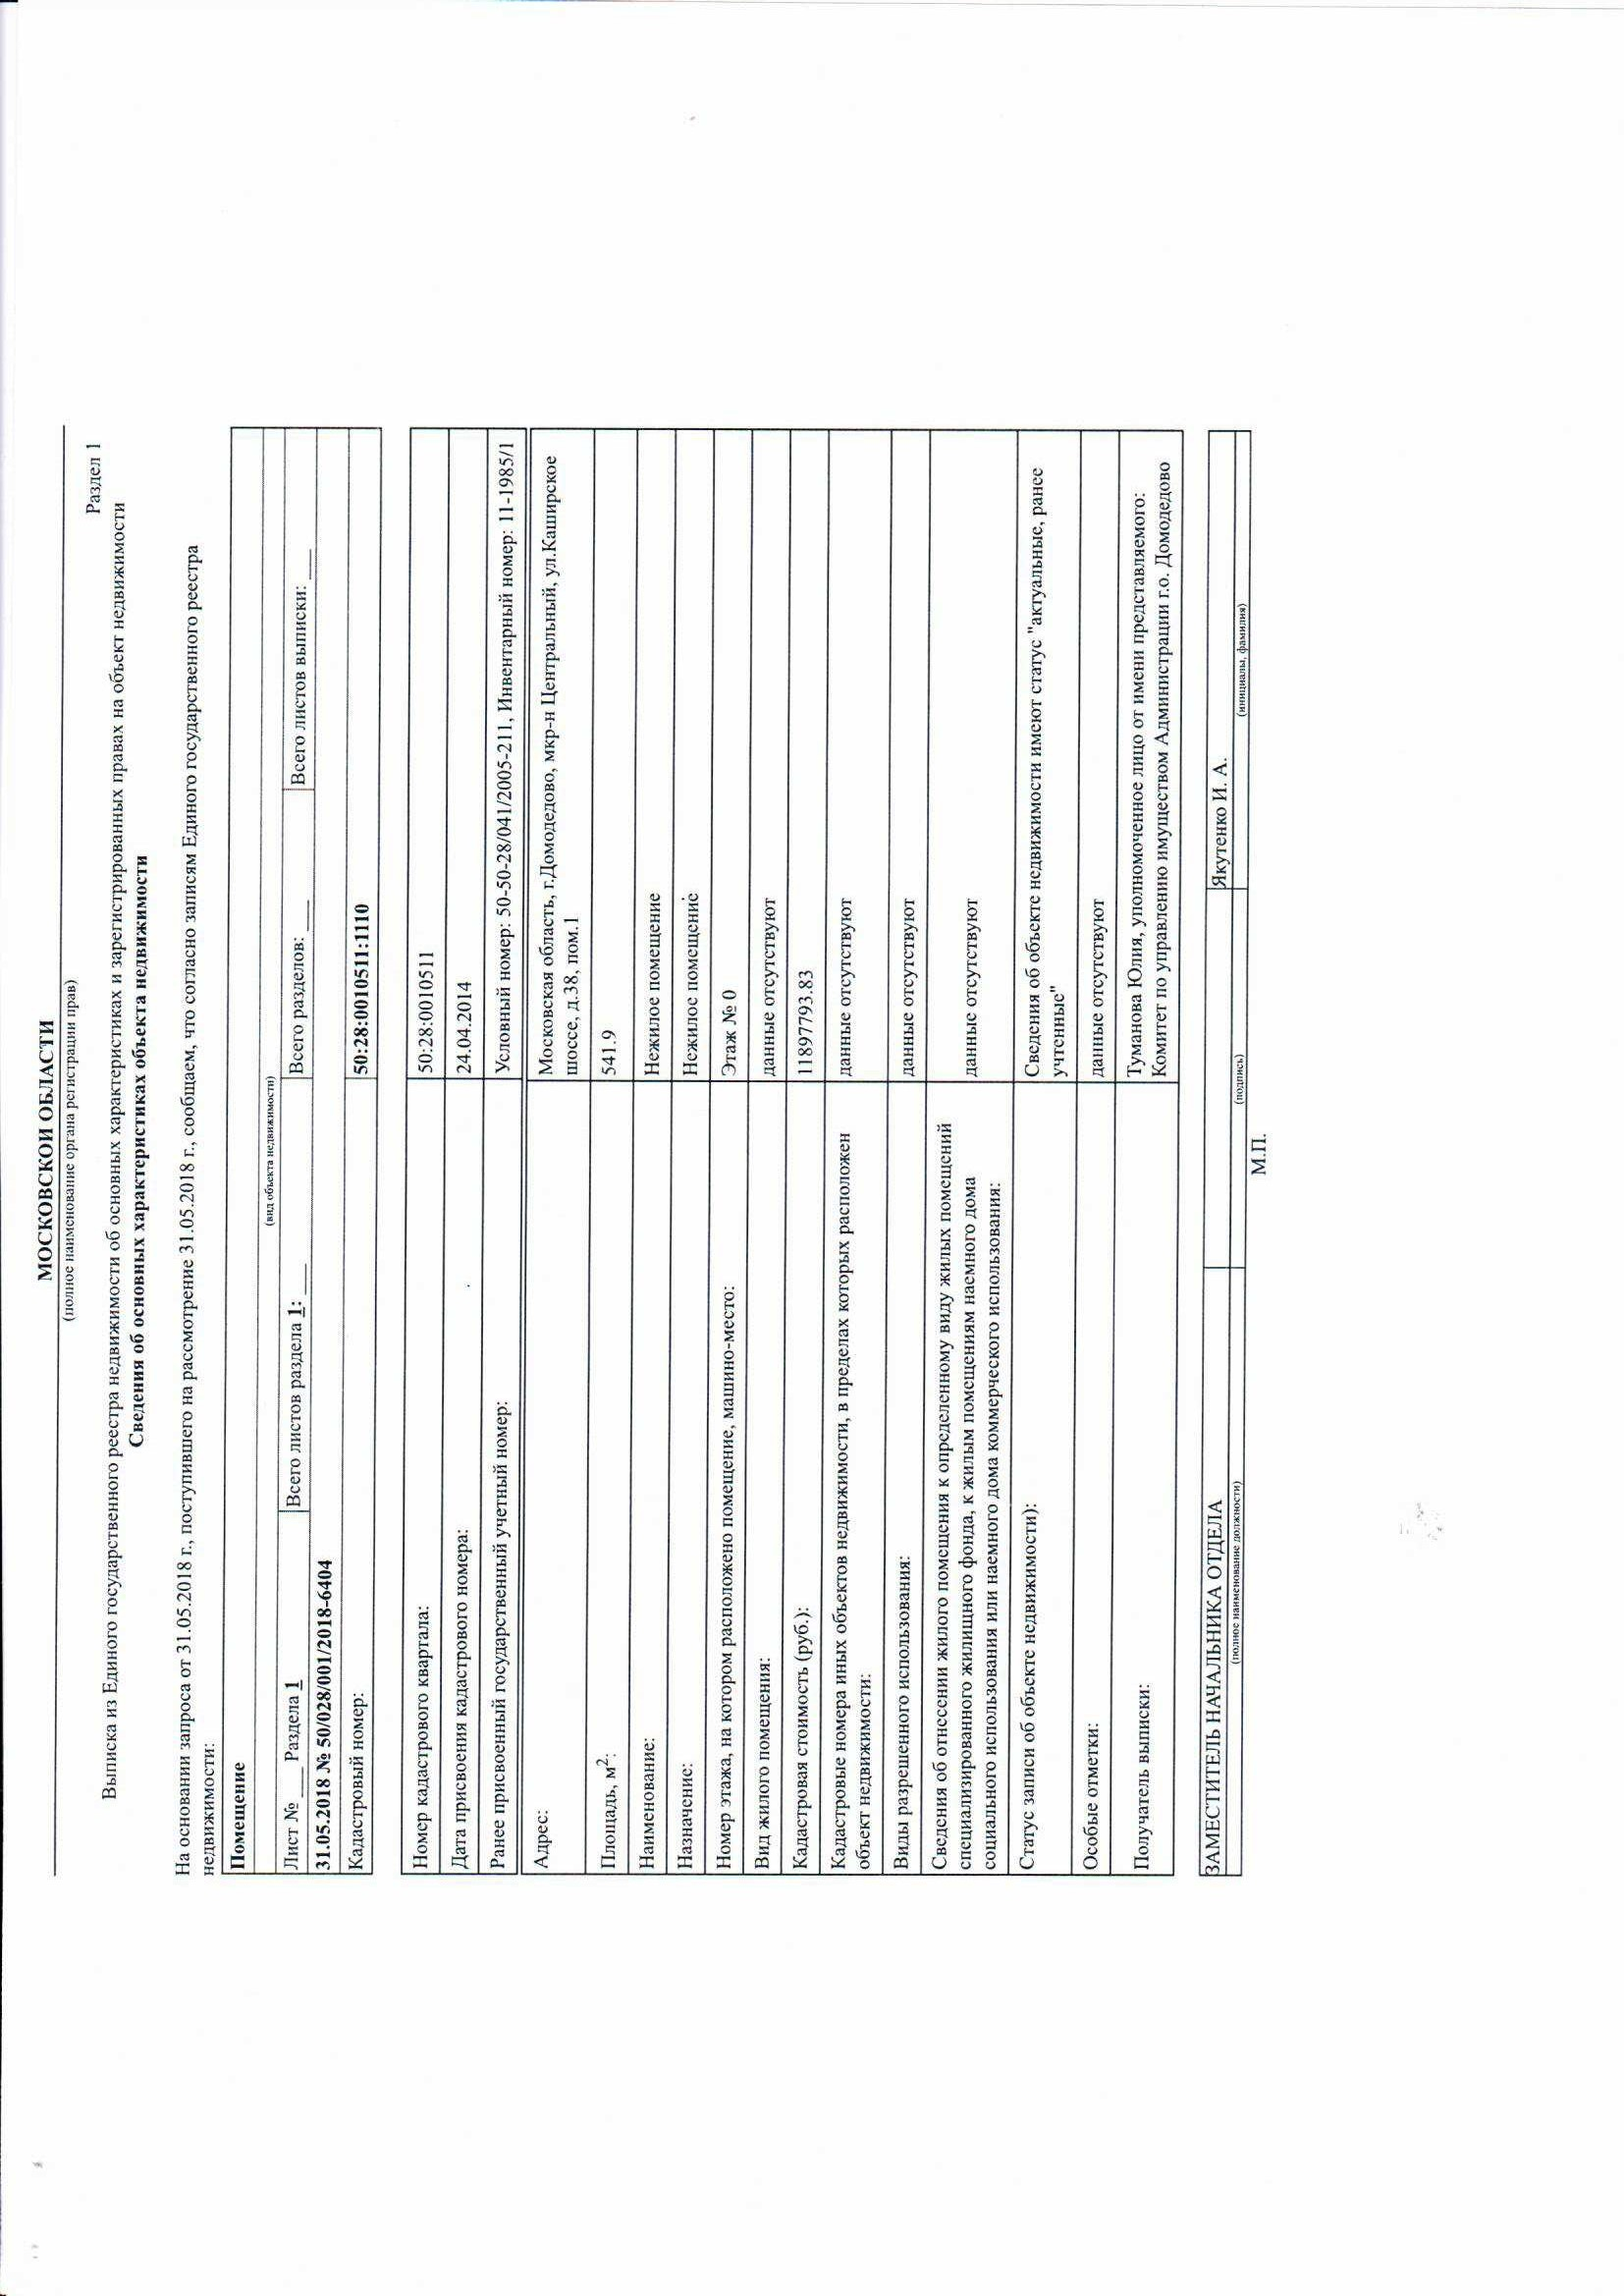 МОСКОВСКОЙ ОБЛАСТИ
(полное наименование органа регистрации прав)
Раздел 1
Выписка из Единого государственного реестра недвижимости об основных характеристиках и зарегистрированных правах на объект недвижимости
Сведения об основных характеристиках объекта недвижимости
На основании запроса от 31.05.2018 г., поступившего на рассмотрение 31.05.2018 г., сообщаем, что согласно записям Единого государственного реестра
недвижимости:
Помещение
(вид объекта недвижимости)
Лист № ___ Раздела 1 Всего листов раздела 1: ___ Всего разделов: ___ Всего листов выписки: ___
31.05.2018 № 50/028/001/2018-6404
Кадастровый номер: 50:28:0010511:1110
Номер кадастрового квартала: 50:28:0010511
Дата присвоения кадастрового номера: 24.04.2014
Ранее присвоенный государственный учетный номер: Условный номер: 50-50-28/041/2005-211, Инвентарный номер: 11-1985/1
Адрес: Московская область, г.Домодедово, мкр-н Центральный, ул.Каширское
шоссе, д.38, пом.1
Площадь, м²: 541.9
Наименование: Нежилое помещение
Назначение: Нежилое помещение
Номер этажа, на котором расположено помещение, машино-место: Этаж № 0
Вид жилого помещения: данные отсутствуют
Кадастровая стоимость (руб.): 11897793.83
Кадастровые номера иных объектов недвижимости, в пределах которых расположен данные отсутствуют
объект недвижимости:
Виды разрешенного использования: данные отсутствуют
Сведения об отнесении жилого помещения к определенному виду жилых помещений
специализированного жилищного фонда, к жилым помещениям наемного дома данные отсутствуют
социального использования или наемного дома коммерческого использования:
Статус записи об объекте недвижимости): Сведения об объекте недвижимости имеют статус "актуальные, ранее
учтенные"
Особые отметки: данные отсутствуют
Получатель выписки: Туманова Юлия, уполномоченное лицо от имени представляемого:
Комитет по управлению имуществом Администрации г.о. Домодедово
ЗАМЕСТИТЕЛЬ НАЧАЛЬНИКА ОТДЕЛА Якутенко И. А.
(полное наименование должности) (подпись) (инициалы, фамилия)
М.П.